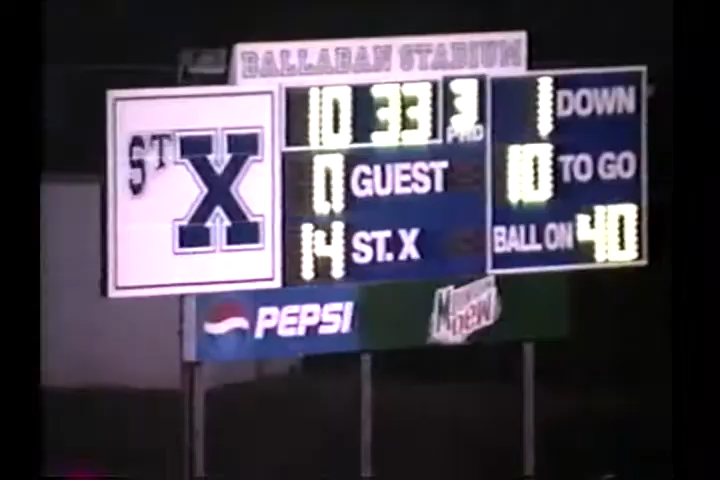 BALLABAN STADIUM
ST X
10 33 3 PRD
0 GUEST
14 ST. X
1 DOWN
10 TO GO
BALL ON 40
PEPSI
Mountain Dew